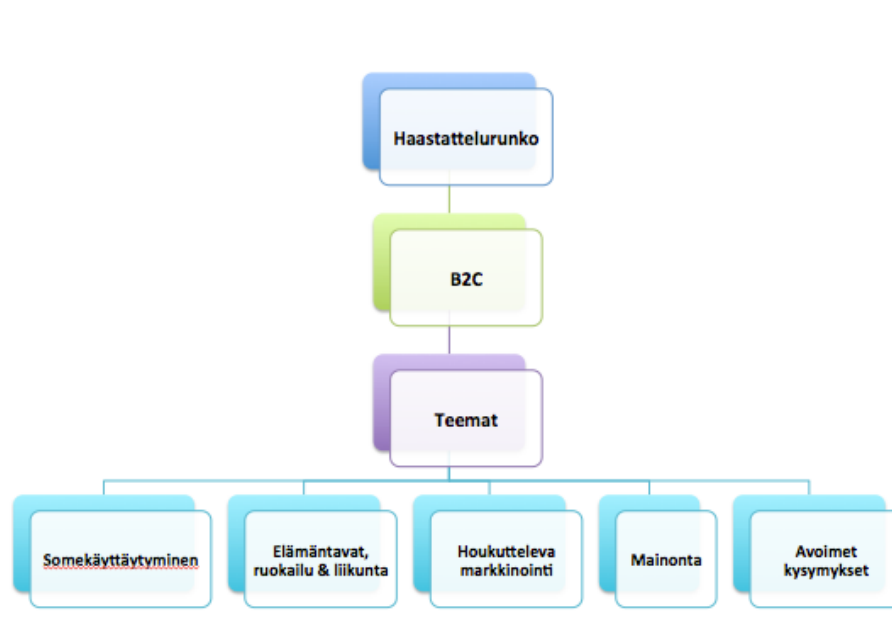 Haastattelurunko
B2C
Teemat
Somekäyttäytyminen
Elämäntavat,
ruokailu & liikunta
Houkutteleva
markkinointi
Mainonta
Avoimet
kysymykset